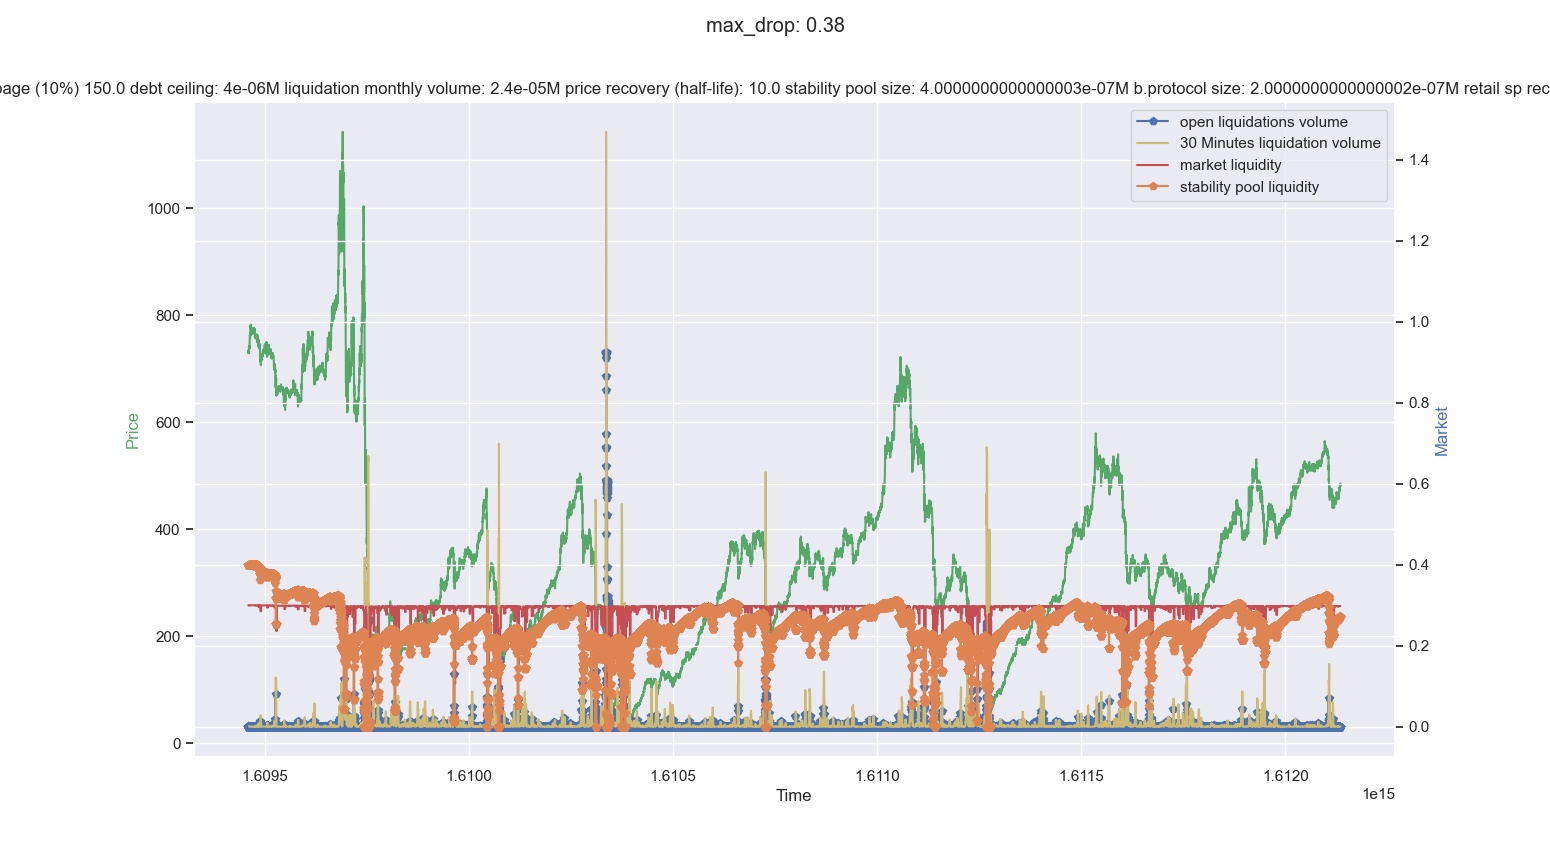 max_drop: 0.38
page (10%) 150.0 debt ceiling: 4e-06M liquidation monthly volume: 2.4e-05M price recovery (half-life): 10.0 stability pool size: 4.0000000000000003e-07M b.protocol size: 2.0000000000000002e-07M retail sp rec
open liquidations volume
30 Minutes liquidation volume
market liquidity
stability pool liquidity
1000
800
600
400
200
0
Price
1.4
1.2
1.0
0.8
0.6
0.4
0.2
0.0
Market
1.6095 1.6100 1.6105 1.6110 1.6115 1.6120
1e15
Time